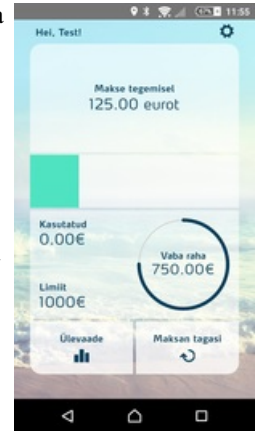 a
11:55
Hei, Test!
Makse tegemisel
125.00 eurot
Kasutatud
0.00€
Vaba raha
750.00€
Limiit
1000€
Ülevaade
Maksan tagasi